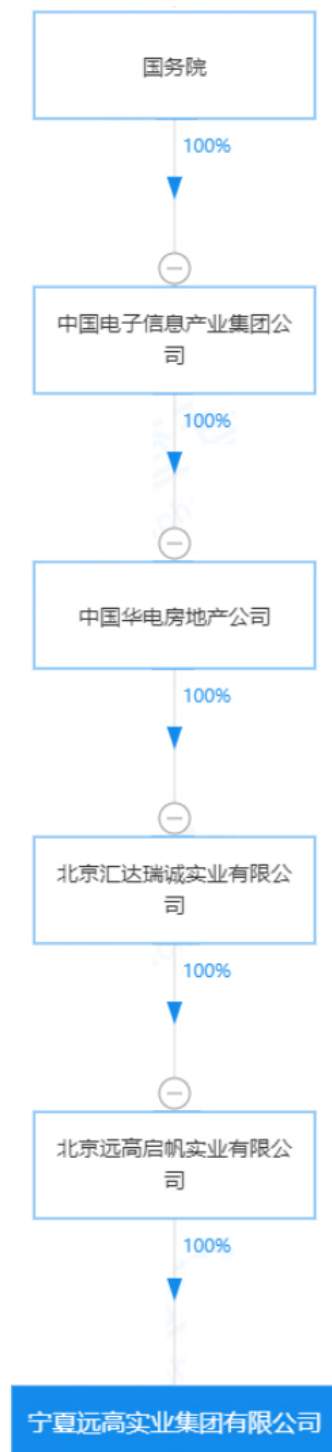 国务院
100%
中国电子信息产业集团公
司
100%
中国华电房地产公司
100%
北京汇达瑞诚实业有限公
司
100%
北京远高启帆实业有限公
司
100%
宁夏远高实业集团有限公司